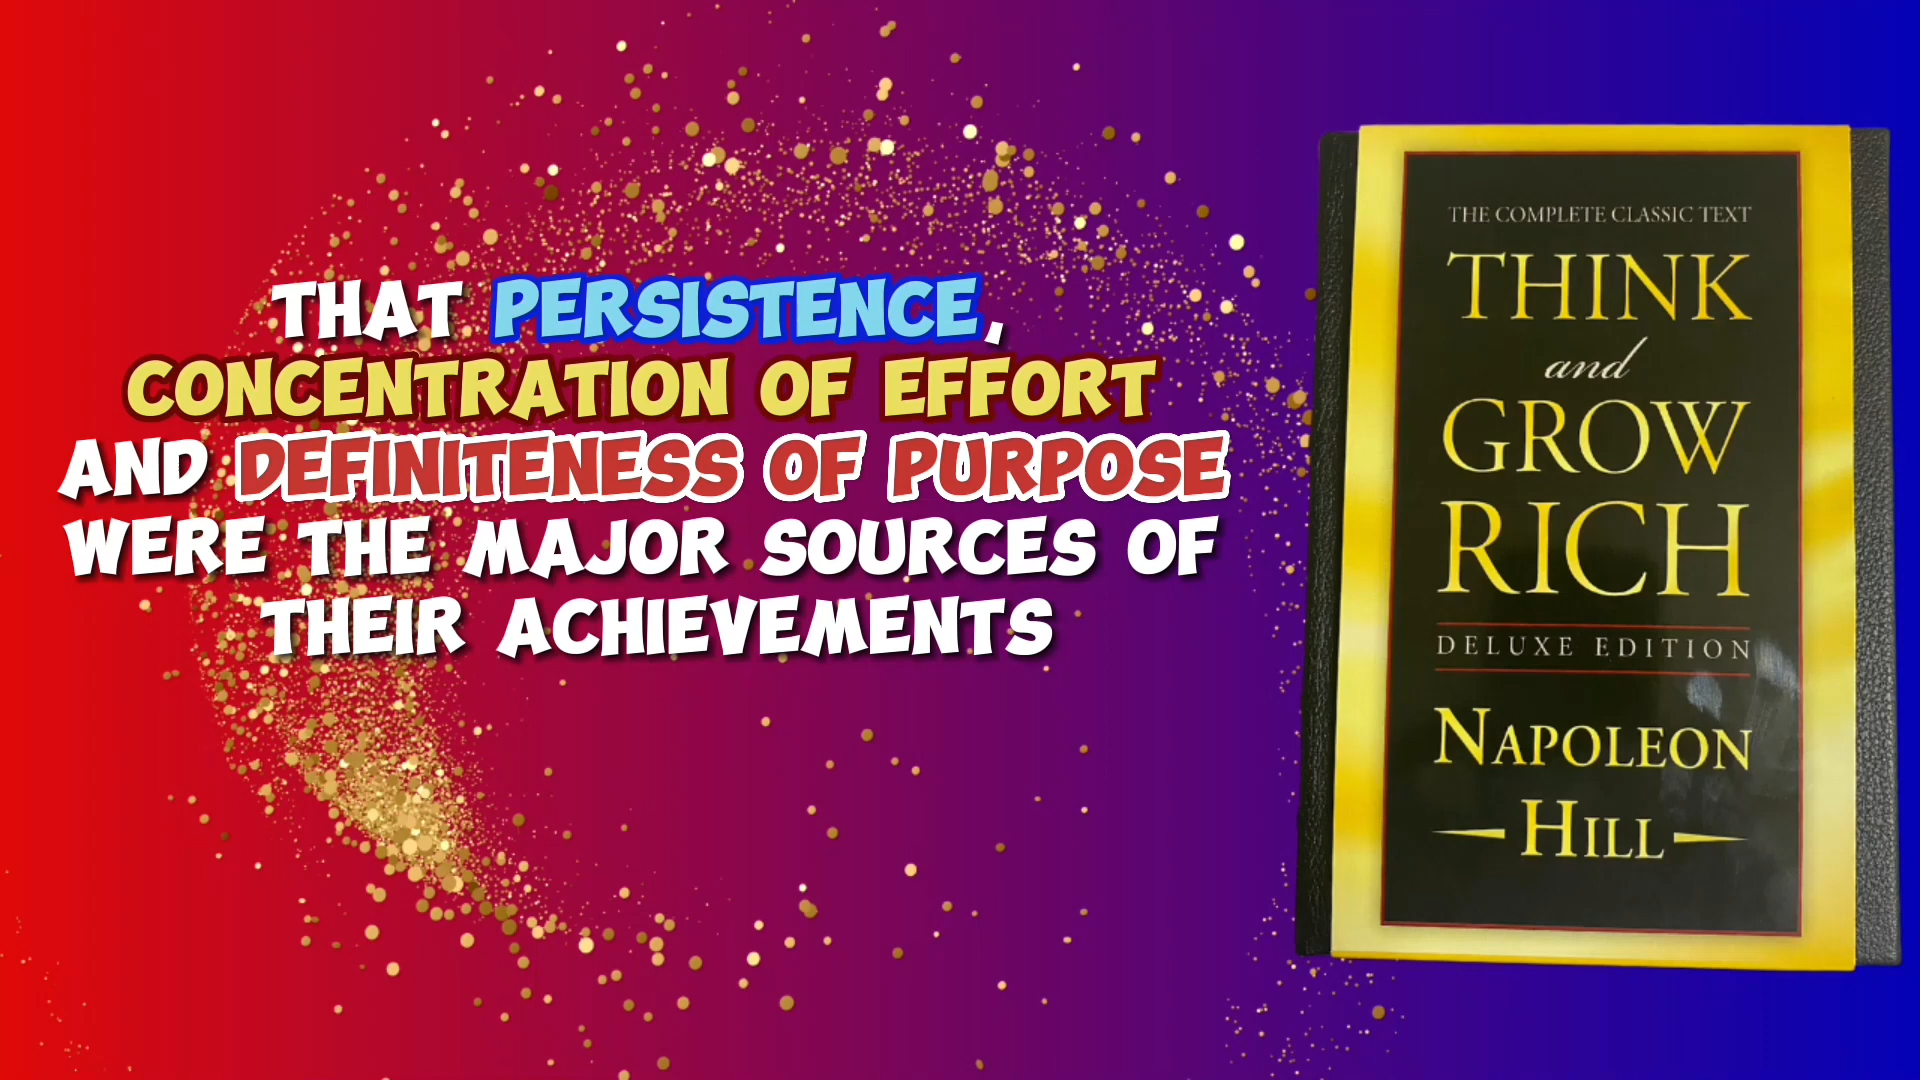 THAT PERSISTENCE,
CONCENTRATION OF EFFORT
AND DEFINITENESS OF PURPOSE
WERE THE MAJOR SOURCES OF
THEIR ACHIEVEMENTS
THE COMPLETE CLASSIC TEXT
THINK
and
GROW
RICH
DELUXE EDITION
NAPOLEON
HILL